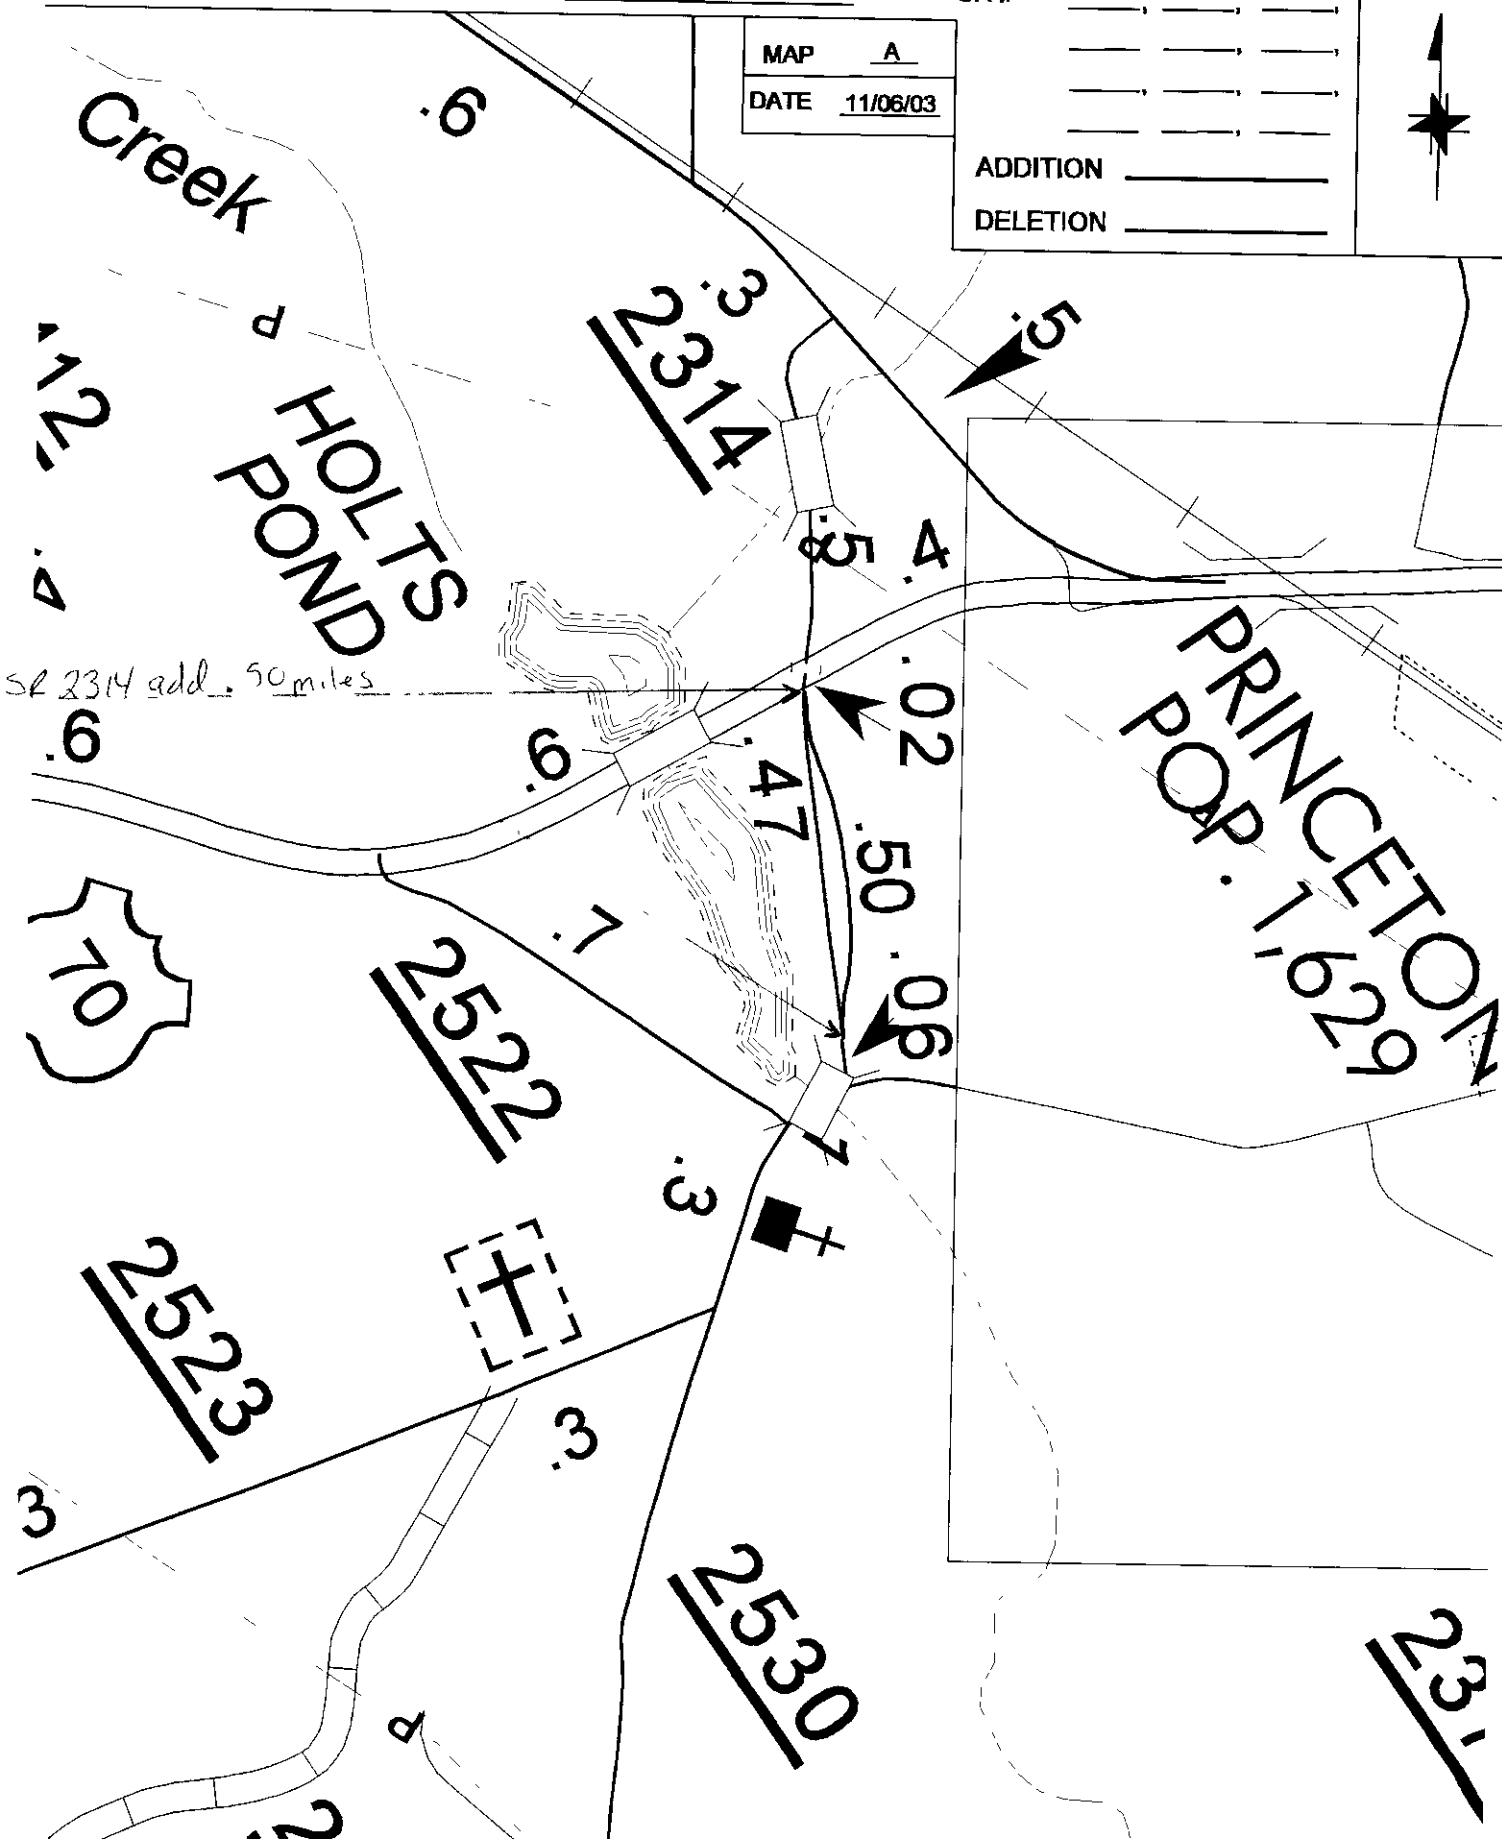 MAP A
DATE 11/06/03
ADDITION
DELETION
Creek
.6
.3
2314
.5
P
12
HOLTS
POND
.5
.4
SR 2314 add .50 miles
.6
.6
.02
.47
.50
.06
PRINCETON
POP. 1,629
70
.7
2522
.3
2523
.3
3
2530
P